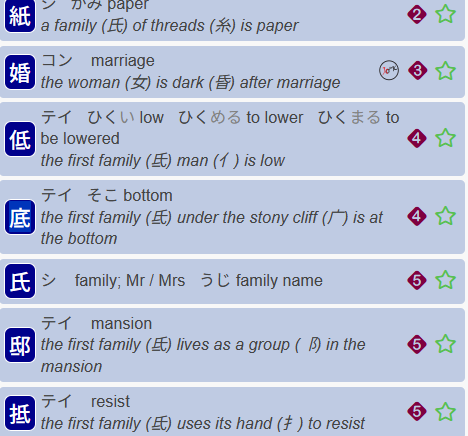 紙 シ かみ paper
a family (氏) of threads (糸) is paper
2
婚 コン marriage
the woman (女) is dark (昏) after marriage
3
低 テイ ひくい low ひくめる to lower ひくまる to
be lowered
the first family (氐) man (亻) is low
4
底 テイ そこ bottom
the first family (氐) under the stony cliff (广) is at
the bottom
4
氏 シ family; Mr / Mrs うじ family name
5
邸 テイ mansion
the first family (氐) lives as a group (阝) in the
mansion
5
抵 テイ resist
the first family (氐) uses its hand (扌) to resist
5